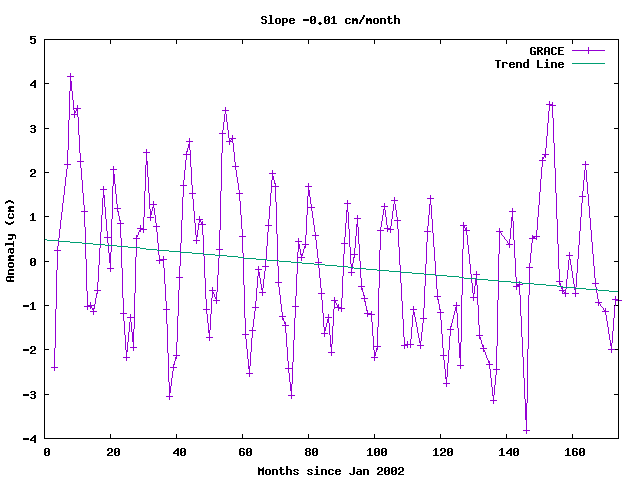 Slope -0.01 cm/month
GRACE
Trend Line
5
4
3
2
1
0
-1
-2
-3
-4
Anomaly (cm)
0 20 40 60 80 100 120 140 160
Months since Jan 2002